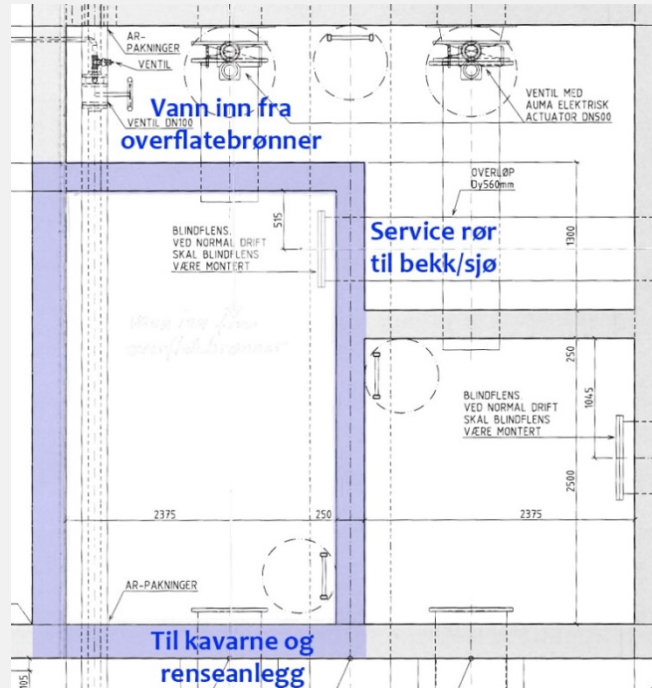 AR-
PAKNINGER
VENTIL
VENTIL DN100
Vann inn fra
overflatebrønner
VENTIL MED
AUMA ELEKTRISK
ACTUATOR DN500
OVERLØP
Dy560mm
515
BLINDFLENS.
VED NORMAL DRIFT
SKAL BLINDFLENS
VÆRE MONTERT
Service rør
til bekk/sjø
1300
250
1045
BLINDFLENS.
VED NORMAL DRIFT
SKAL BLINDFLENS
VÆRE MONTERT
2500
2375
250
2375
AR-PAKNINGER
Til kavarne og
renseanlegg
105